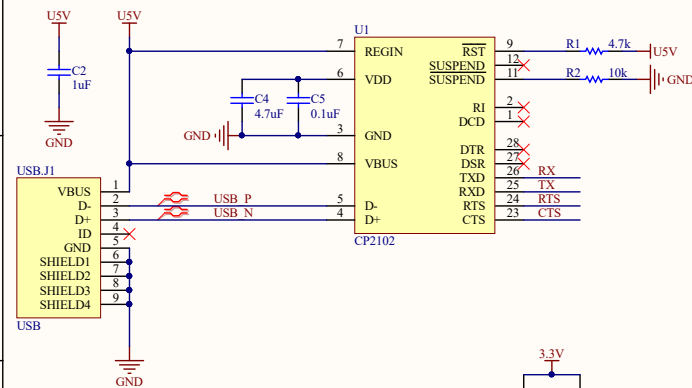 U5V
U5V
U1
C2
1uF
GND
7
REGIN
RST
9
R1
4.7k
U5V
SUSPEND
12
6
VDD
SUSPEND
11
R2
10k
GND
C4
4.7uF
C5
0.1uF
RI
2
DCD
1
GND
3
GND
DTR
28
8
VBUS
DSR
27
TXD
26
RX
RXD
25
TX
5
D-
RTS
24
RTS
4
D+
CTS
23
CTS
CP2102
USB.J1
VBUS
1
D-
2
USB_P
D+
3
USB_N
ID
4
GND
5
SHIELD1
6
SHIELD2
7
SHIELD3
8
SHIELD4
9
USB
GND
3.3V